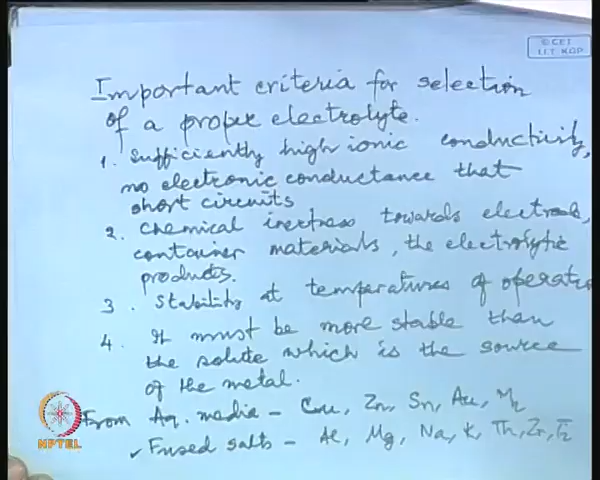 © CET
I.I.T. KGP
Important criteria for selection
of a proper electrolyte.
1. Sufficiently high ionic conductivity,
no electronic conductance that
short circuits
2. Chemical inertness towards electrode,
container materials, the electrolytic
products.
3. Stability at temperatures of operatio
4. It must be more stable than
the solute which is the source
of the metal.
From Aq. media - Cu, Zn, Sn, Au,
✓ Fused salts - Al, Mg, Na, K, Th, Zr,
NPTEL